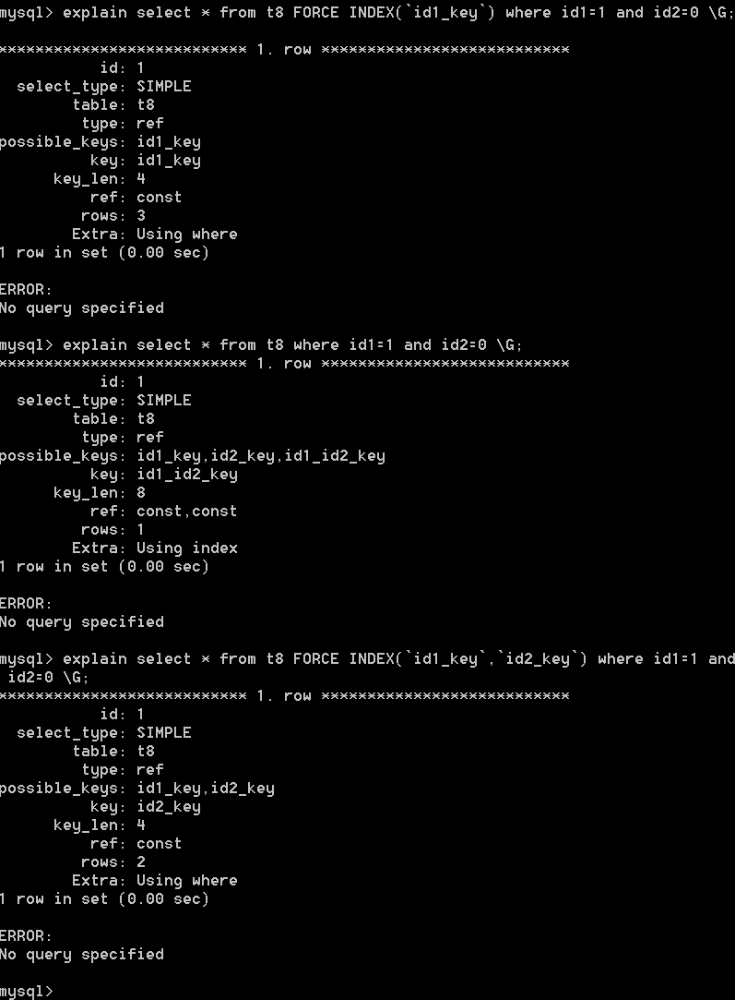 mysql> explain select * from t8 FORCE INDEX(`id1_key`) where id1=1 and id2=0 \G;
*************************** 1. row ***************************
           id: 1
  select_type: SIMPLE
        table: t8
         type: ref
possible_keys: id1_key
          key: id1_key
      key_len: 4
          ref: const
         rows: 3
        Extra: Using where
1 row in set (0.00 sec)
ERROR:
No query specified
mysql> explain select * from t8 where id1=1 and id2=0 \G;
*************************** 1. row ***************************
           id: 1
  select_type: SIMPLE
        table: t8
         type: ref
possible_keys: id1_key,id2_key,id1_id2_key
          key: id1_id2_key
      key_len: 8
          ref: const,const
         rows: 1
        Extra: Using index
1 row in set (0.00 sec)
ERROR:
No query specified
mysql> explain select * from t8 FORCE INDEX(`id1_key`,`id2_key`) where id1=1 and
 id2=0 \G;
*************************** 1. row ***************************
           id: 1
  select_type: SIMPLE
        table: t8
         type: ref
possible_keys: id1_key,id2_key
          key: id2_key
      key_len: 4
          ref: const
         rows: 2
        Extra: Using where
1 row in set (0.00 sec)
ERROR:
No query specified
mysql>